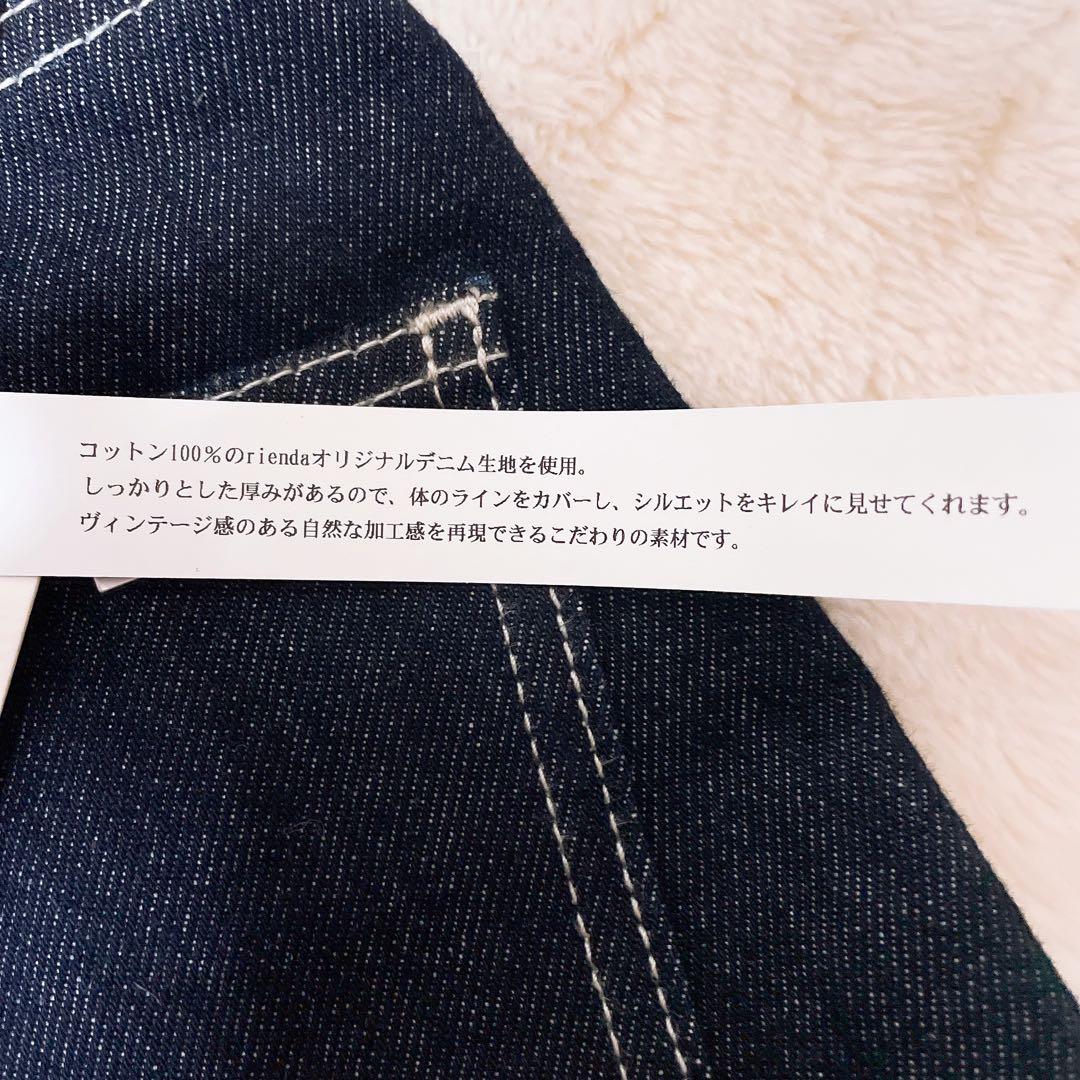 コットン100％のriendaオリジナルデニム生地を使用。
しっかりとした厚みがあるので、体のラインをカバーし、シルエットをキレイに見せてくれます。
ヴィンテージ感のある自然な加工感を再現できるこだわりの素材です。